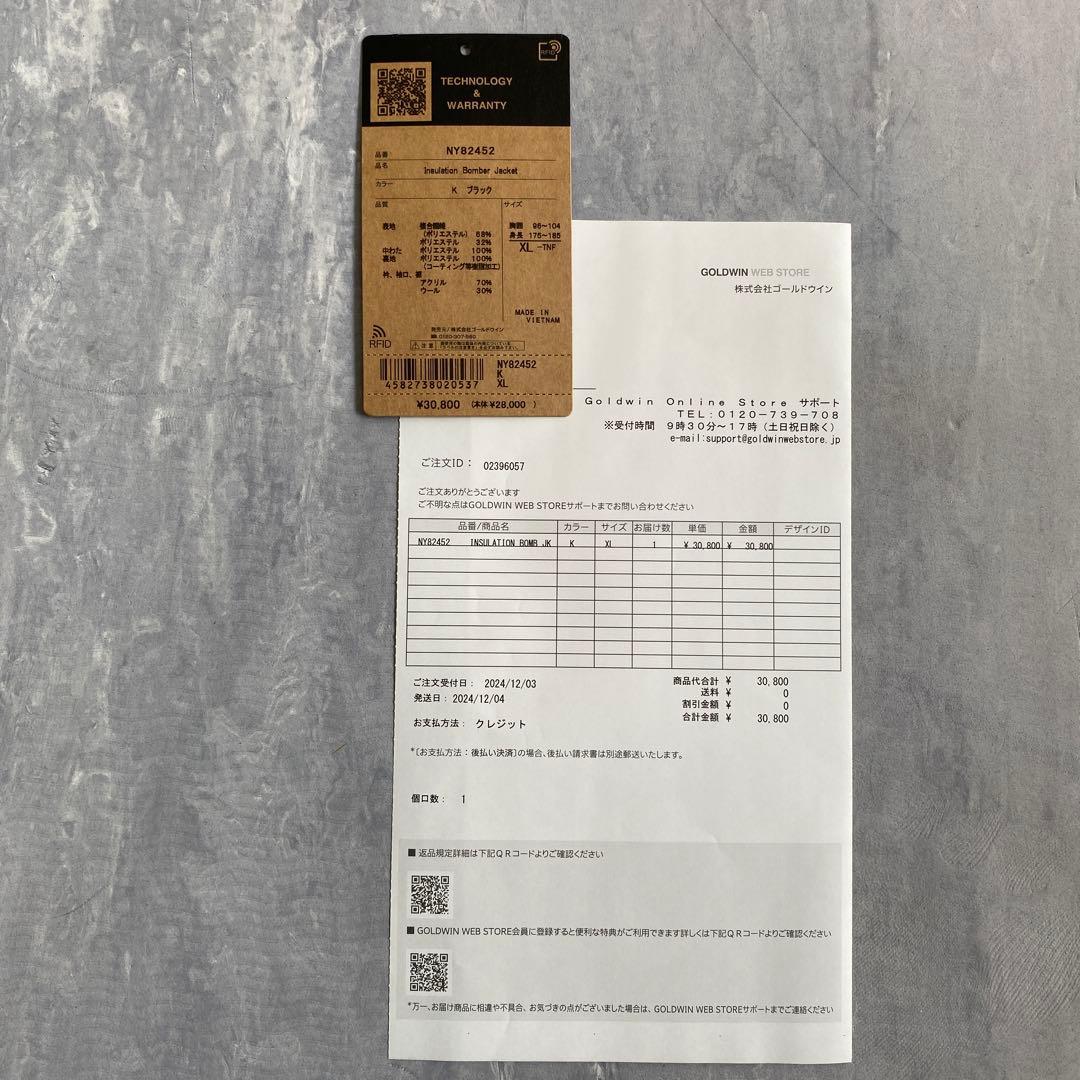 RFID
TECHNOLOGY
&
WARRANTY
品番 NY82452
品名 Insulation Bomber Jacket
カラー K ブラック
品質
サイズ
表地 複合繊維
(ポリエステル) 68%
ポリエステル 32%
中わた ポリエステル 100%
裏地 ポリエステル 100%
(コーティング等樹脂加工)
衿、袖口、裾
アクリル 70%
ウール 30%
胸囲 96~104
身長 175~185
XL -TNF
MADE IN
VIETNAM
RFID
発売元/株式会社ゴールドウイン
0120-307-560
注意
4582738020537
NY82452
K
XL
¥30,800 (本体 ¥28,000 )
GOLDWIN WEB STORE
株式会社ゴールドウイン
Goldwin Online Store サポート
TEL:0120-739-708
※受付時間 9時30分~17時(土日祝日除く)
e-mail:support@goldwinwebstore.jp
ご注文ID: 02396057
ご注文ありがとうございます
ご不明な点はGOLDWIN WEB STOREサポートまでお問い合わせください
品番/商品名 カラー サイズ お届け数 単価 金額 デザインID
NY82452 INSULATION BOMB JK K XL 1 ¥ 30,800 ¥ 30,800
ご注文受付日: 2024/12/03
発送日: 2024/12/04
お支払方法: クレジット
商品代合計 ¥ 30,800
送料 ¥ 0
割引金額 ¥ 0
合計金額 ¥ 30,800
*〔お支払方法:後払い決済〕の場合、後払い請求書は別途郵送いたします。
個口数: 1
■ 返品規定詳細は下記QRコードよりご確認ください
■ GOLDWIN WEB STORE会員に登録すると便利な特典がご利用できます詳しくは下記QRコードよりご確認ください
*万一、お届け商品に相違や不具合、お気づきの点がございました場合は、GOLDWIN WEB STOREサポートまでご連絡ください